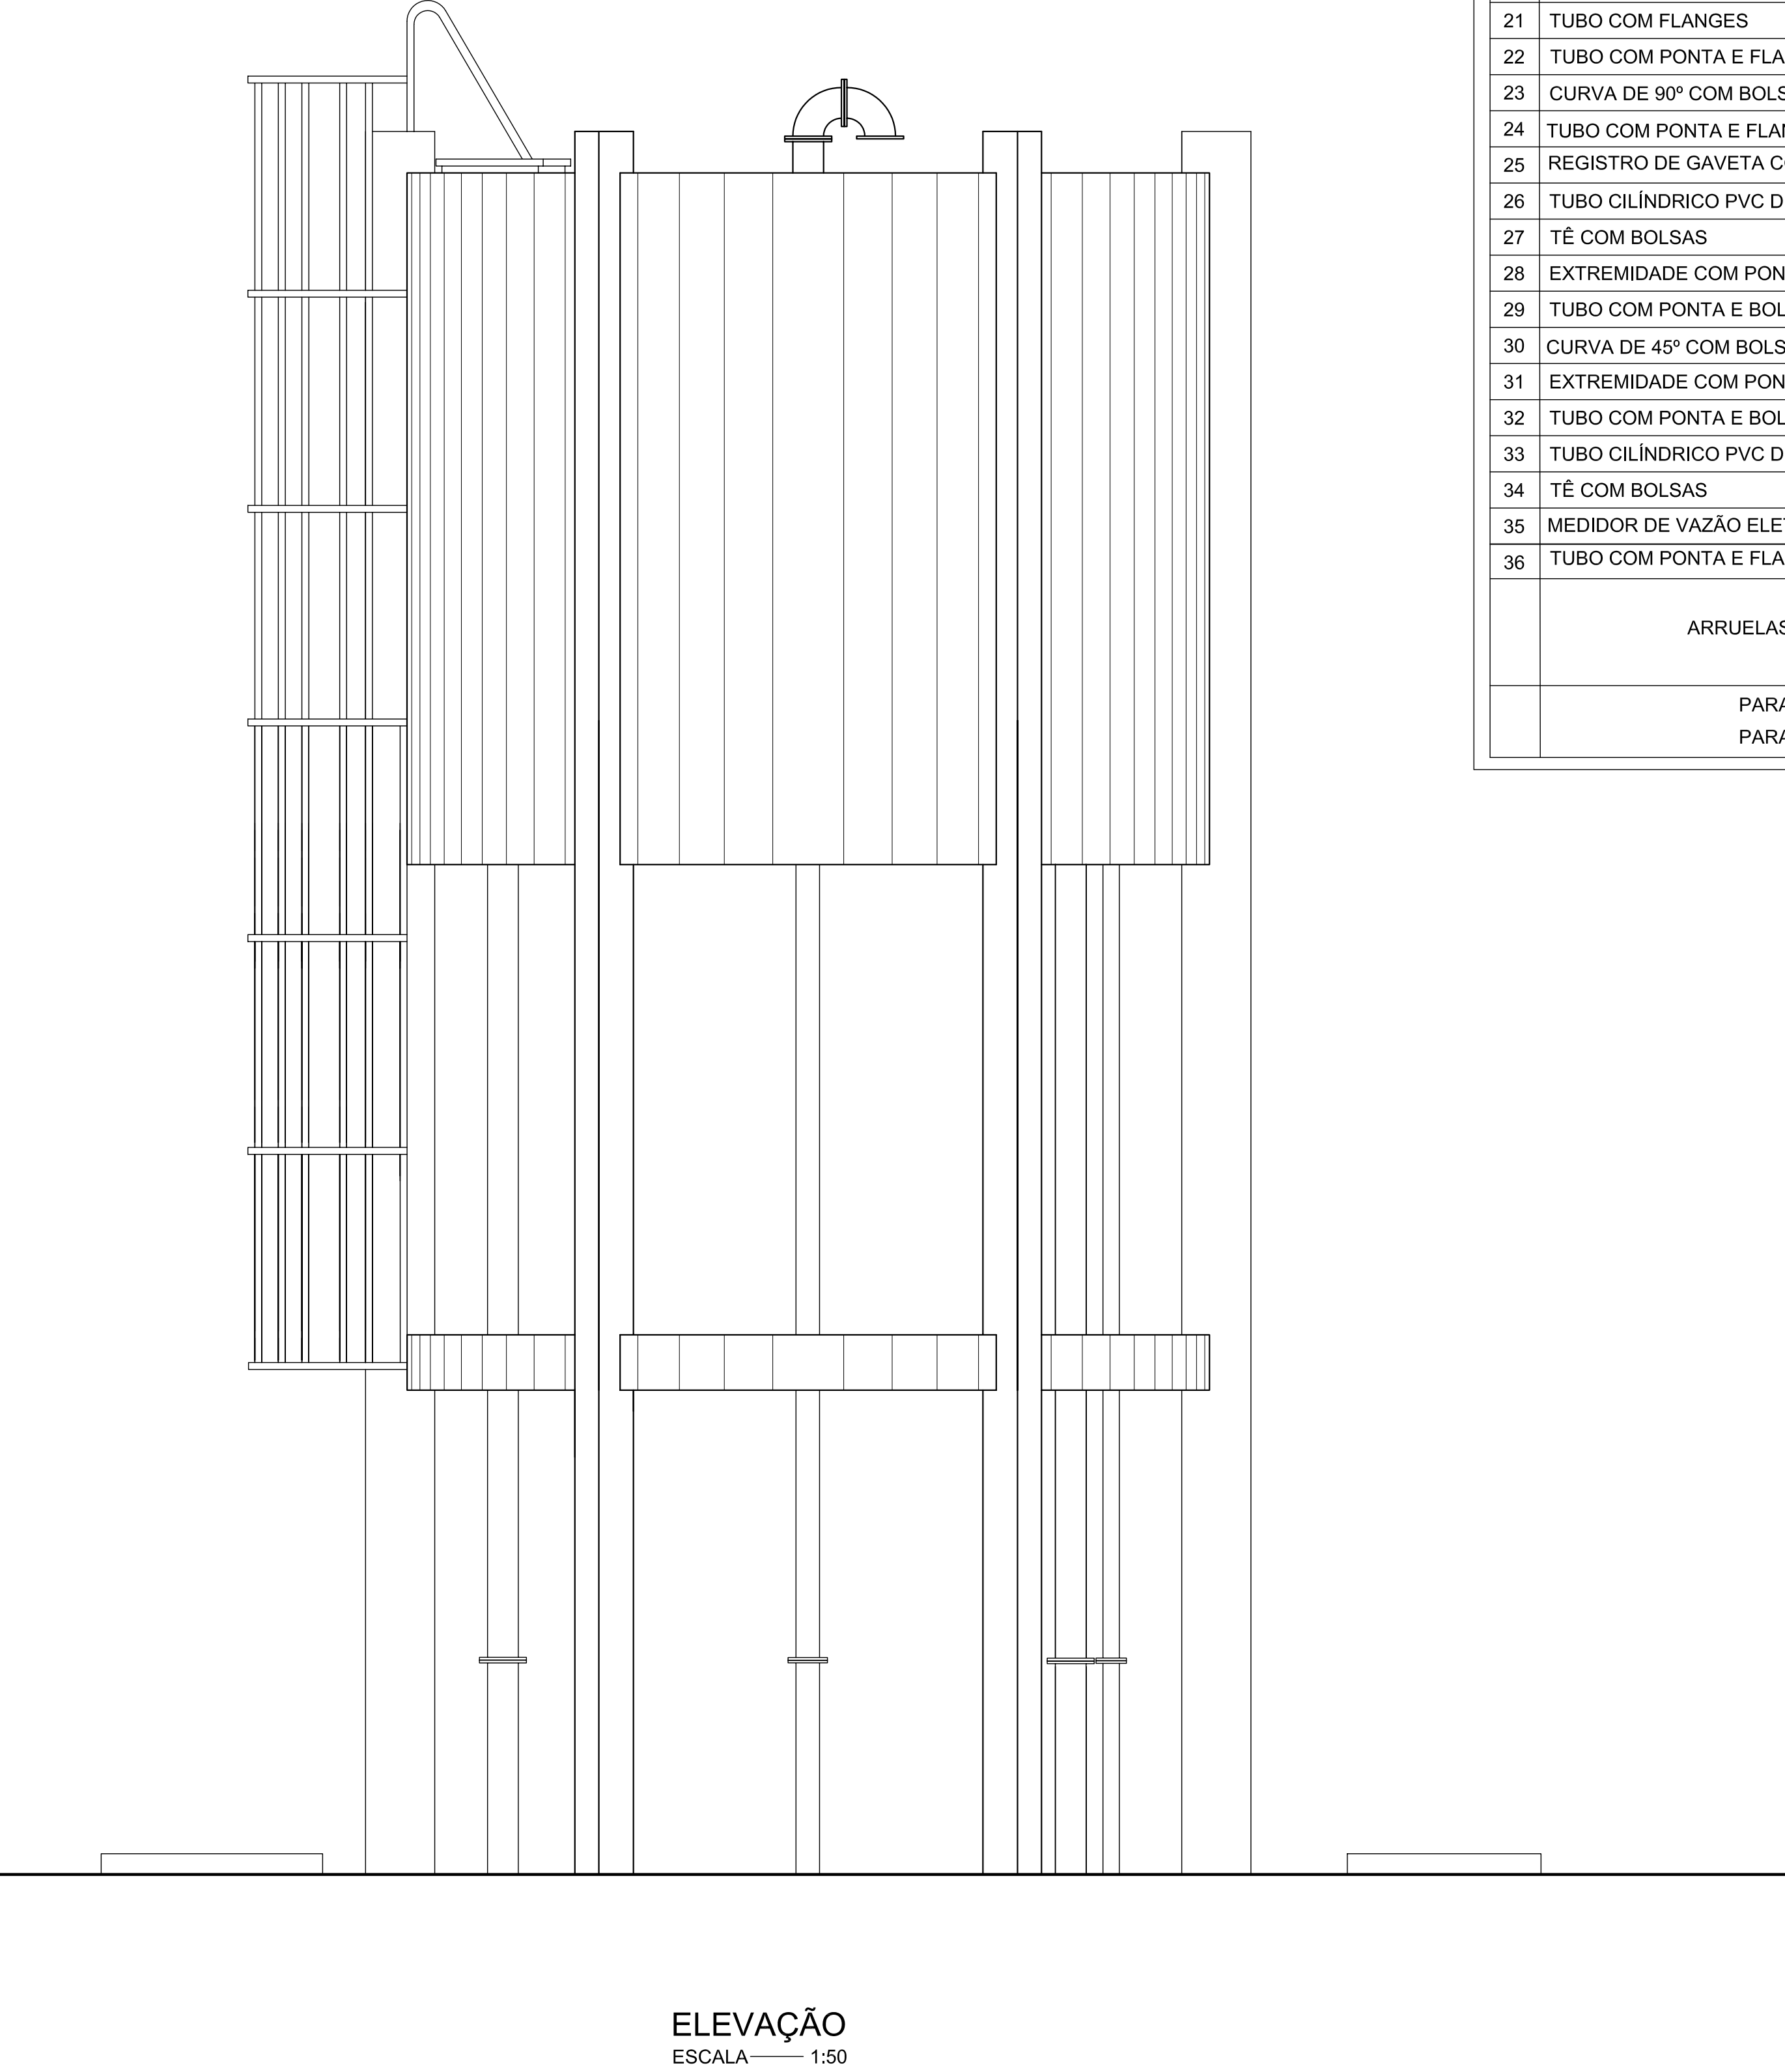 21 TUBO COM FLANGES
22 TUBO COM PONTA E FLA
23 CURVA DE 90º COM BOLS
24 TUBO COM PONTA E FLAN
25 REGISTRO DE GAVETA CO
26 TUBO CILÍNDRICO PVC D
27 TÊ COM BOLSAS
28 EXTREMIDADE COM PON
29 TUBO COM PONTA E BOL
30 CURVA DE 45º COM BOLS
31 EXTREMIDADE COM PON
32 TUBO COM PONTA E BOL
33 TUBO CILÍNDRICO PVC D
34 TÊ COM BOLSAS
35 MEDIDOR DE VAZÃO ELET
36 TUBO COM PONTA E FLA
ARRUELAS
PARA
PARA
ELEVAÇÃO
ESCALA 1:50